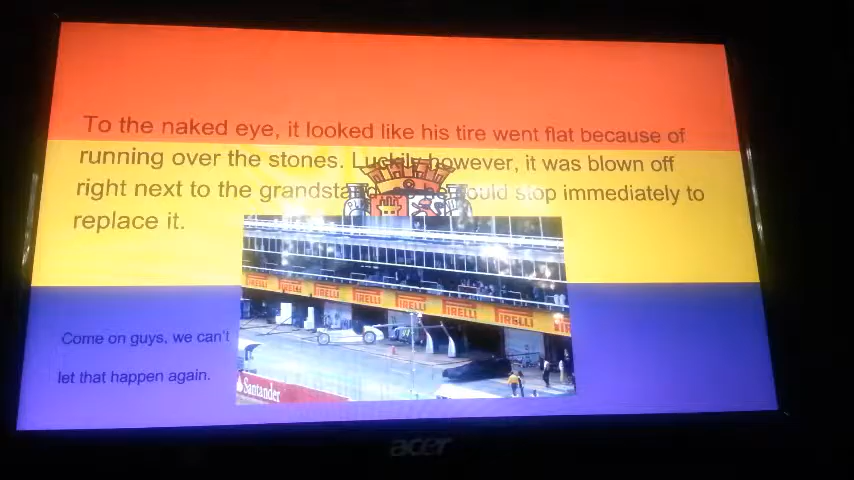 To the naked eye, it looked like his tire went flat because of
running over the stones. Luckily however, it was blown off
right next to the grandstand ould stop immediately to
replace it.
PIRELLI PIRELLI PIRELLI PIRELLI PIRELLI PIRELLI PIRELLI
Come on guys, we can't
let that happen again.
Santander
acer